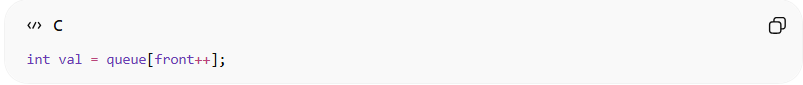 C
int val = queue[front++];